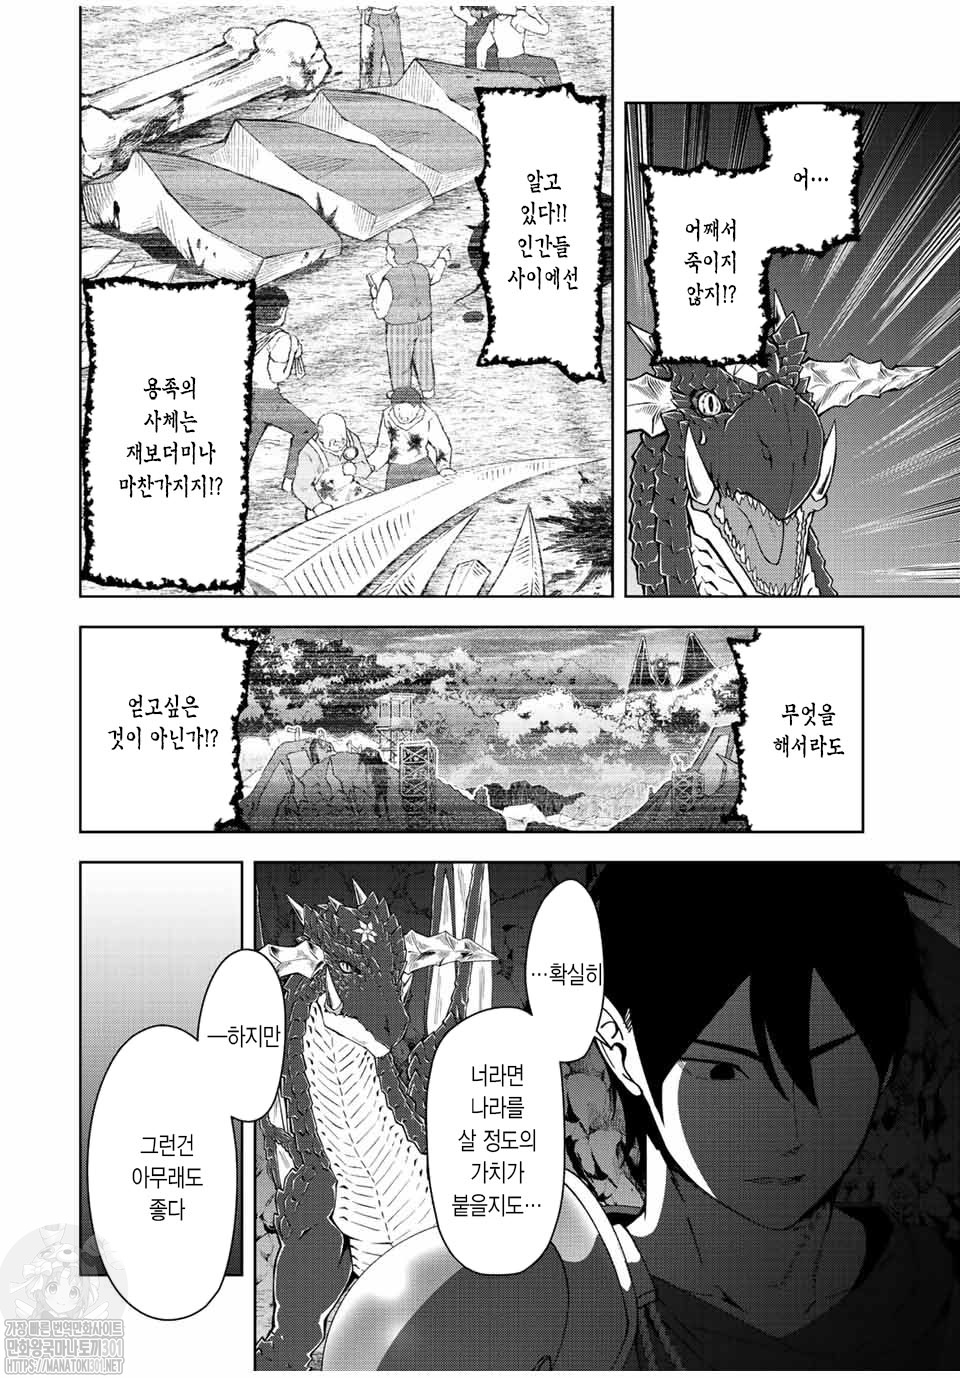 어…
어째서
죽이지
않지!?
알고
있다!!
인간들
사이에선
용족의
사체는
재보더미나
마찬가지지!?
무엇을
해서라도
얻고싶은
것이 아닌가!?
…확실히
너라면
나라를
살 정도의
가치가
붙을지도…
―하지만
그런건
아무래도
좋다
가장 빠른 번역만화사이트
만화왕국마나토끼301
HTTPS://MANATOKI301.NET